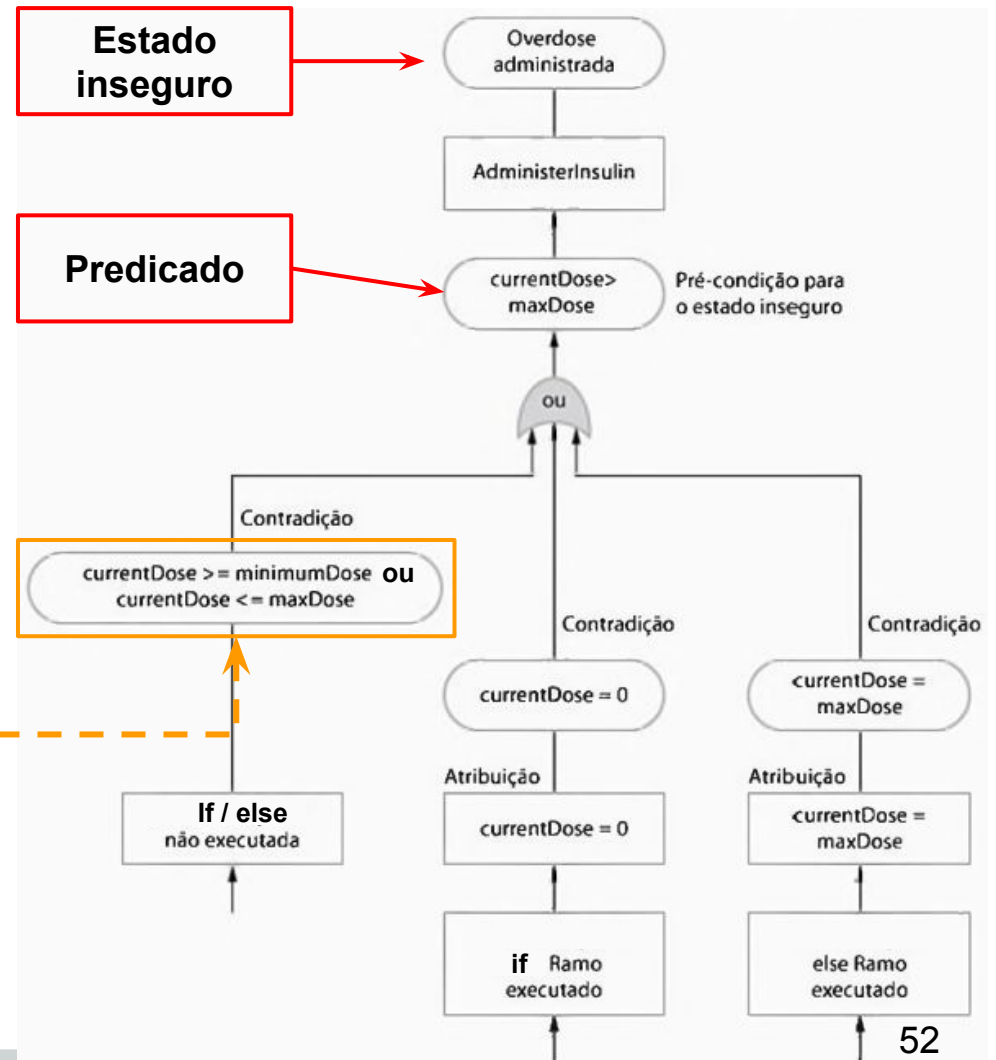 Estado
inseguro
Overdose
administrada
AdministerInsulin
Predicado
currentDose>
maxDose
Pré-condição para
o estado inseguro
ou
Contradição
currentDose >= minimumDose ou
currentDose <= maxDose
Contradição
Contradição
currentDose = 0
currentDose =
maxDose
Atribuição
Atribuição
If / else
não executada
currentDose = 0
currentDose =
maxDose
if Ramo
executado
else Ramo
executado
52